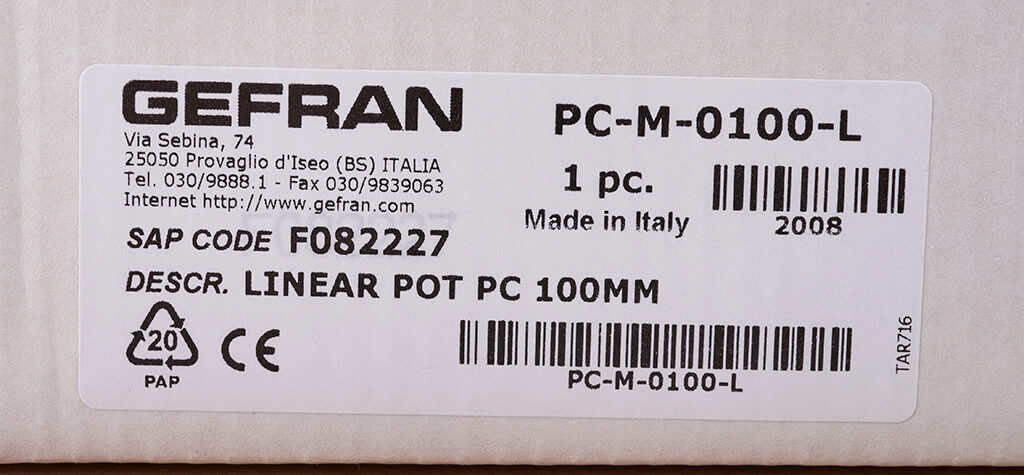 GEFRAN
Via Sebina, 74
25050 Provaglio d'Iseo (BS) ITALIA
Tel. 030/9888.1 - Fax 030/9839063
Internet http://www.gefran.com
SAP CODE F082227
DESCR. LINEAR POT PC 100MM
PC-M-0100-L
1 pc.
Made in Italy
2008
20
PAP
CE
PC-M-0100-L
TAR716